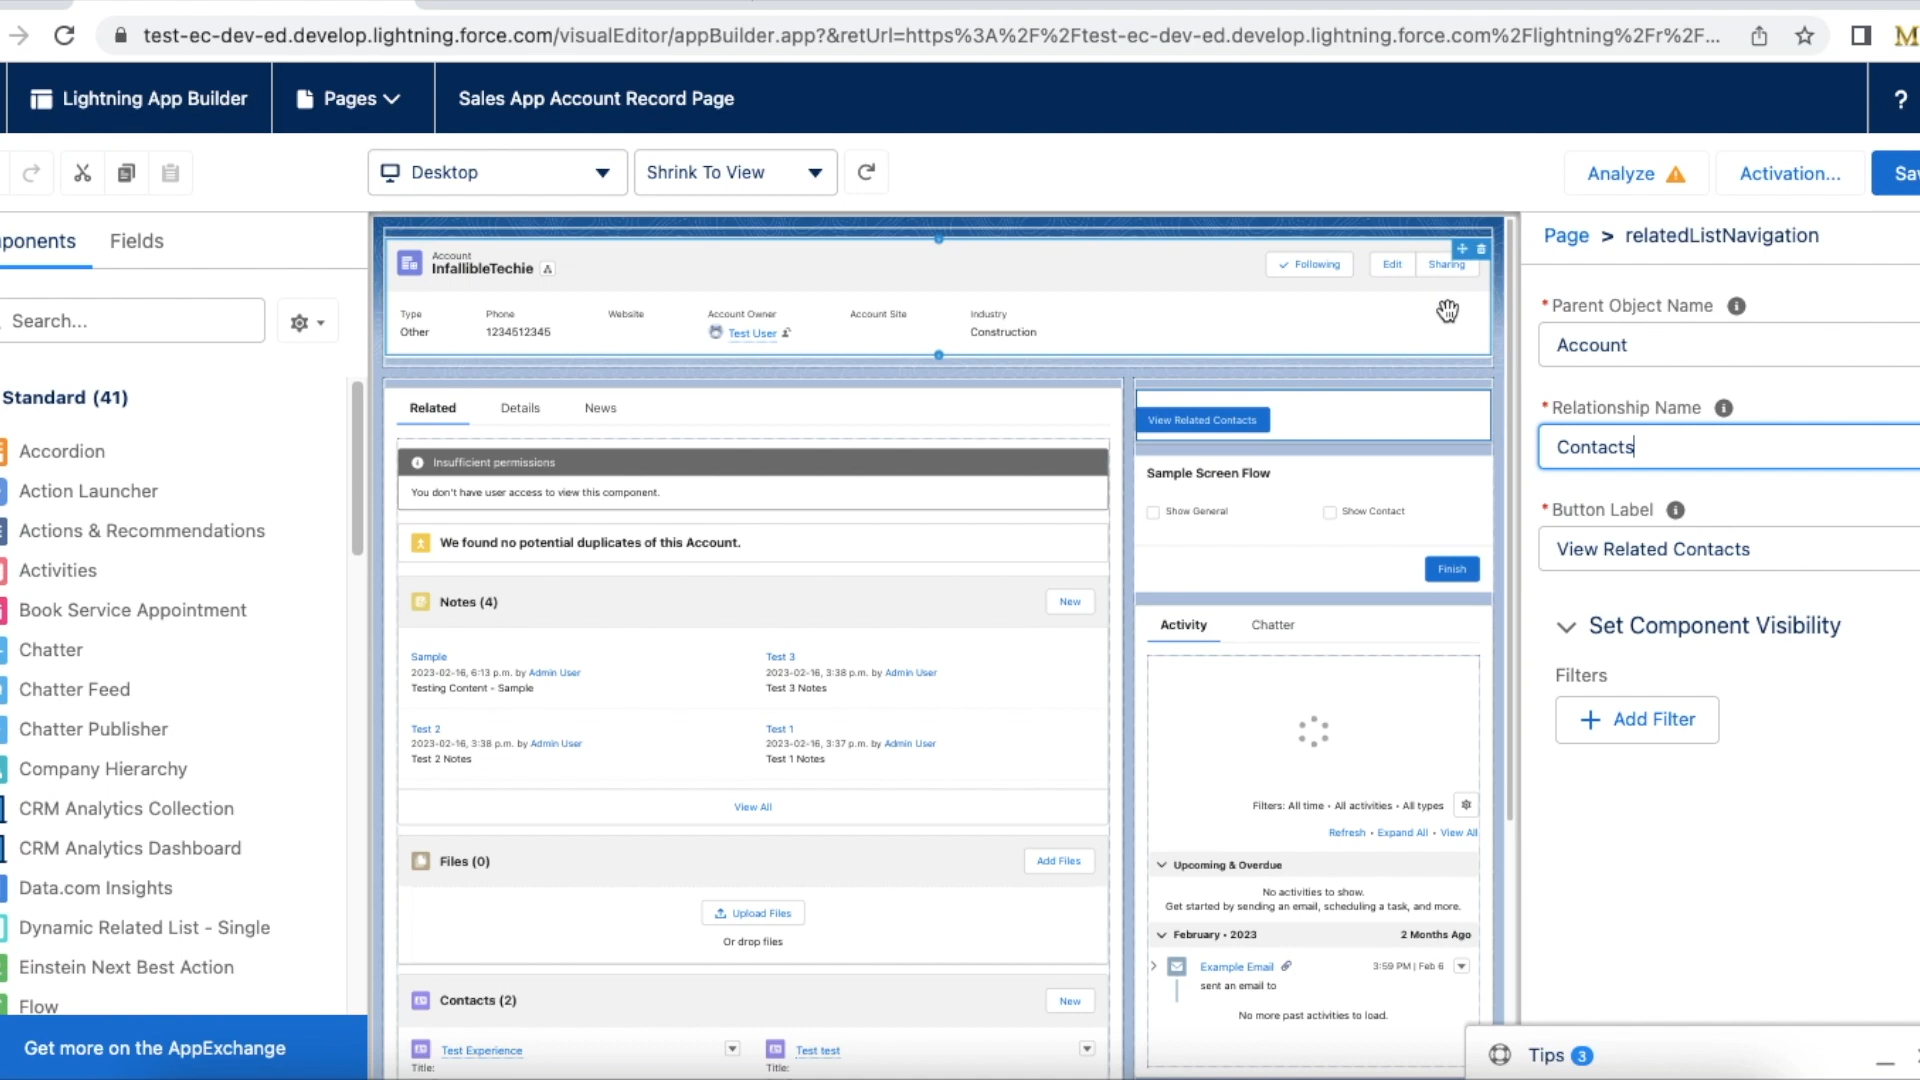 test-ec-dev-ed.develop.lightning.force.com/visualEditor/appBuilder.app?&retUrl=https%3A%2F%2Ftest-ec-dev-ed.develop.lightning.force.com%2Flightning%2Fr%2F...
Lightning App Builder
Pages
Sales App Account Record Page
?
Desktop
Shrink To View
Analyze
Activation...
Sav
ponents
Fields
Search...
Standard (41)
Accordion
Action Launcher
Actions & Recommendations
Activities
Book Service Appointment
Chatter
Chatter Feed
Chatter Publisher
Company Hierarchy
CRM Analytics Collection
CRM Analytics Dashboard
Data.com Insights
Dynamic Related List - Single
Einstein Next Best Action
Flow
Get more on the AppExchange
Account
InfallibleTechie
Following
Edit
Sharing
Type
Phone
Website
Account Owner
Account Site
Industry
Other
1234512345
Test User
Construction
Related
Details
News
Insufficient permissions
You don't have user access to view this component.
We found no potential duplicates of this Account.
Notes (4)
New
Sample
2023-02-16, 6:13 p.m. by Admin User
Testing Content - Sample
Test 3
2023-02-16, 3:38 p.m. by Admin User
Test 3 Notes
Test 2
2023-02-16, 3:38 p.m. by Admin User
Test 2 Notes
Test 1
2023-02-16, 3:37 p.m. by Admin User
Test 1 Notes
View All
Files (0)
Add Files
Upload Files
Or drop files
Contacts (2)
New
Test Experience
Title:
Test test
Title:
View Related Contacts
Sample Screen Flow
Show General
Show Contact
Finish
Activity
Chatter
Filters: All time • All activities • All types
Refresh • Expand All • View All
Upcoming & Overdue
No activities to show.
Get started by sending an email, scheduling a task, and more.
February • 2023
2 Months Ago
Example Email
3:59 PM | Feb 6
sent an email to
No more past activities to load.
Page > relatedListNavigation
* Parent Object Name
Account
* Relationship Name
Contacts
* Button Label
View Related Contacts
Set Component Visibility
Filters
Add Filter
Tips 3